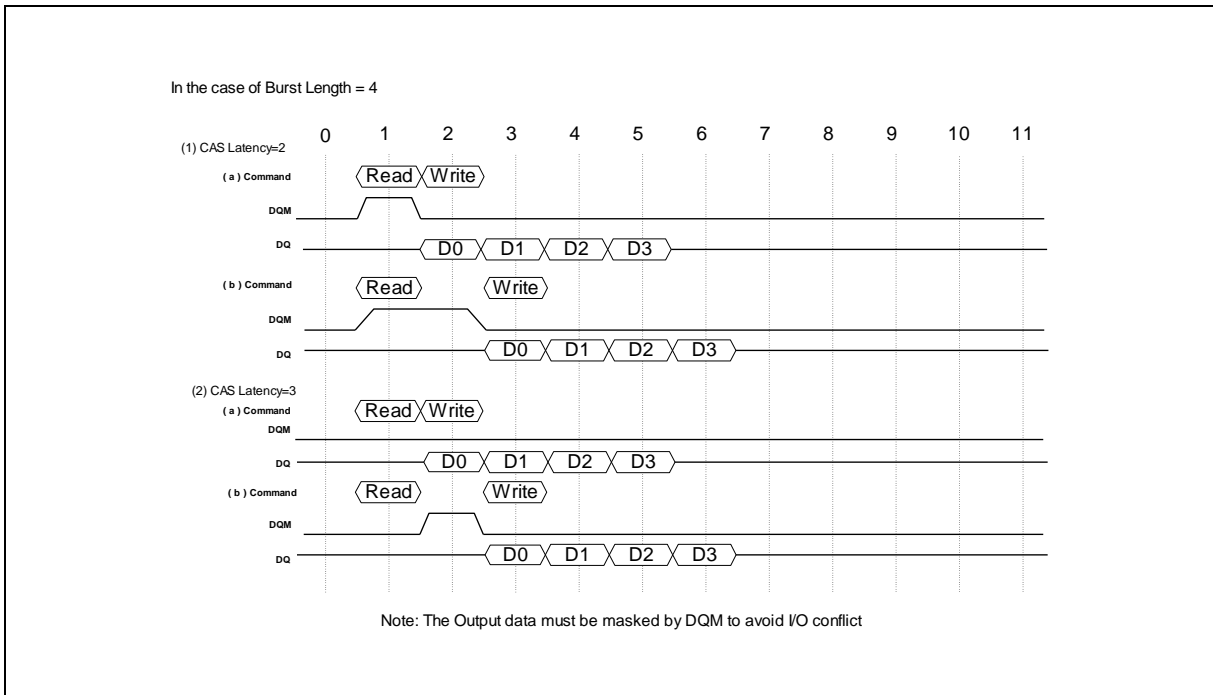 In the case of Burst Length = 4
0 1 2 3 4 5 6 7 8 9 10 11
(1) CAS Latency=2
( a ) Command Read Write
DQM
DQ D0 D1 D2 D3
( b ) Command Read Write
DQM
DQ D0 D1 D2 D3
(2) CAS Latency=3
( a ) Command Read Write
DQM
DQ D0 D1 D2 D3
( b ) Command Read Write
DQM
DQ D0 D1 D2 D3
Note: The Output data must be masked by DQM to avoid I/O conflict